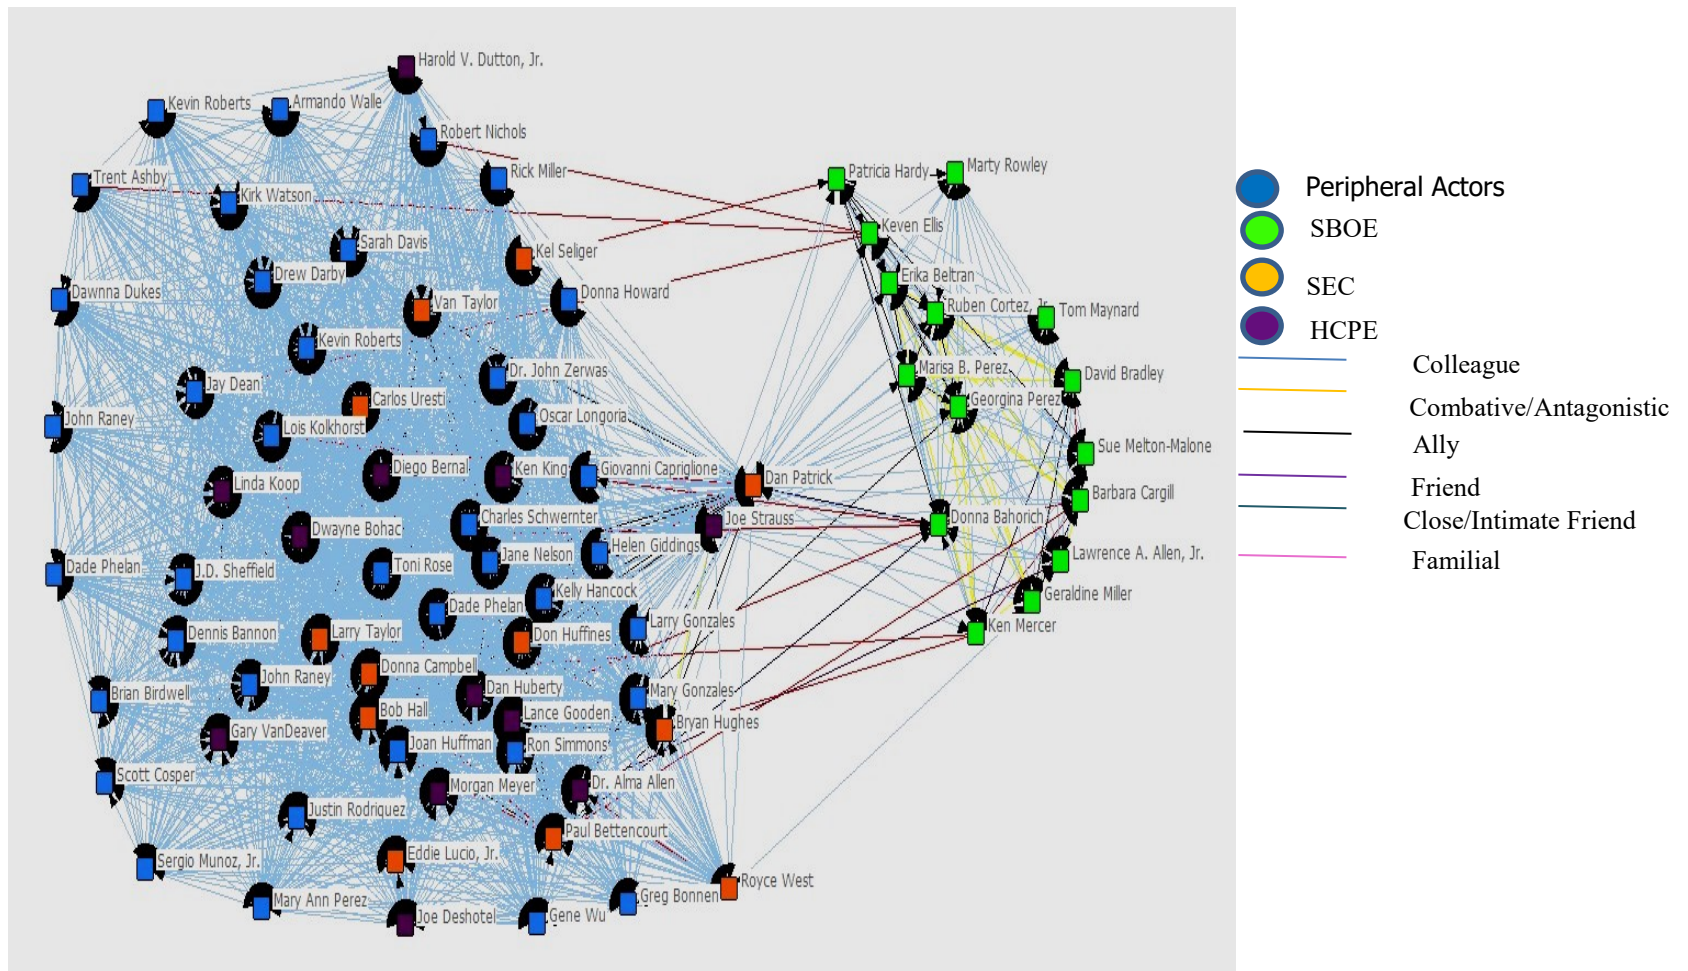 Harold V. Dutton, Jr.
Kevin Roberts
Armando Walle
Robert Nichols
Rick Miller
Trent Ashby
Kirk Watson
Kel Seliger
Sarah Davis
Drew Darby
Dawnna Dukes
Van Taylor
Donna Howard
Kevin Roberts
Dr. John Zerwas
Jay Dean
Carlos Uresti
Oscar Longoria
John Raney
Lois Kolkhorst
Diego Bernal
Ken King
Giovanni Capriglione
Linda Koop
Dwayne Bohac
Charles Schwernter
Jane Nelson
Helen Giddings
Dan Patrick
Joe Strauss
Dade Phelan
J.D. Sheffield
Toni Rose
Kelly Hancock
Dade Phelan
Larry Gonzales
Dennis Bannon
Larry Taylor
Don Huffines
Donna Campbell
John Raney
Brian Birdwell
Dan Huberty
Mary Gonzales
Bob Hall
Lance Gooden
Bryan Hughes
Gary VanDeaver
Joan Huffman
Ron Simmons
Scott Cosper
Morgan Meyer
Dr. Alma Allen
Justin Rodriquez
Paul Bettencourt
Sergio Munoz, Jr.
Eddie Lucio, Jr.
Royce West
Mary Ann Perez
Joe Deshotel
Gene Wu
Greg Bonnen
Patricia Hardy
Marty Rowley
Keven Ellis
Erika Beltran
Ruben Cortez, Jr.
Tom Maynard
Marisa B. Perez
David Bradley
Georgina Perez
Sue Melton-Malone
Barbara Cargill
Donna Bahorich
Lawrence A. Allen, Jr.
Geraldine Miller
Ken Mercer
Peripheral Actors
SBOE
SEC
HCPE
Colleague
Combative/Antagonistic
Ally
Friend
Close/Intimate Friend
Familial